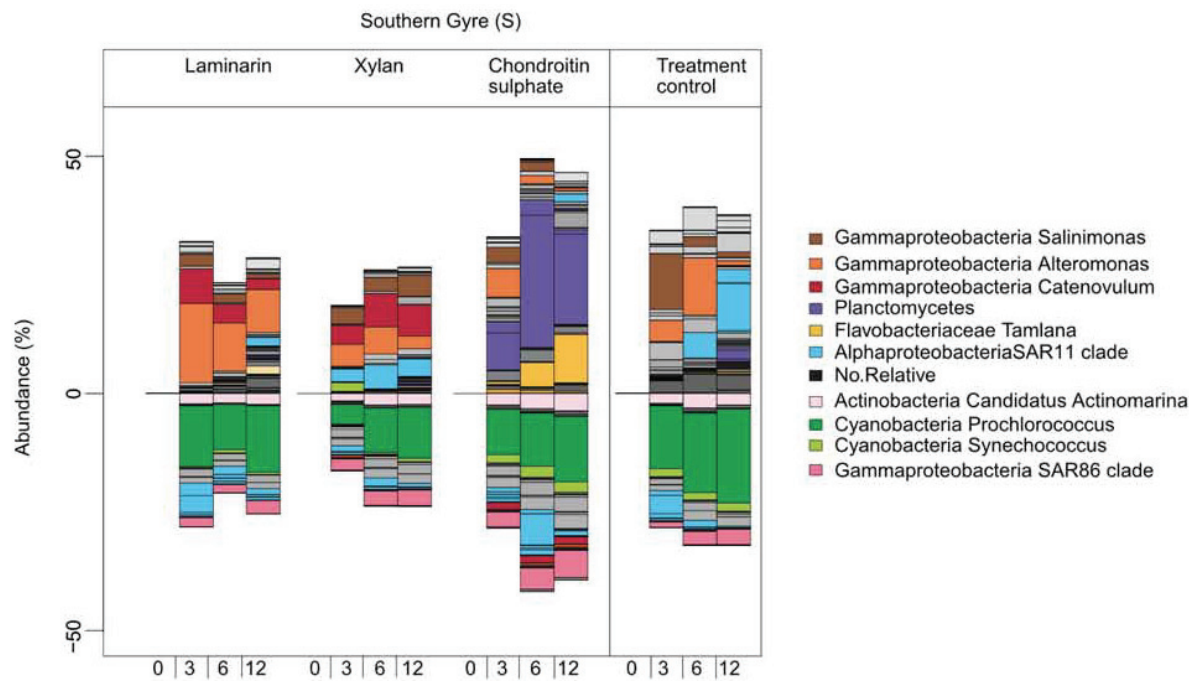 Southern Gyre (S)
Laminarin
Xylan
Chondroitin
sulphate
Treatment
control
Abundance (%)
50
0
−50
0 3 6 12
0 3 6 12
0 3 6 12
0 3 6 12
Gammaproteobacteria Salinimonas
Gammaproteobacteria Alteromonas
Gammaproteobacteria Catenovulum
Planctomycetes
Flavobacteriaceae Tamlana
AlphaproteobacteriaSAR11 clade
No.Relative
Actinobacteria Candidatus Actinomarina
Cyanobacteria Prochlorococcus
Cyanobacteria Synechococcus
Gammaproteobacteria SAR86 clade